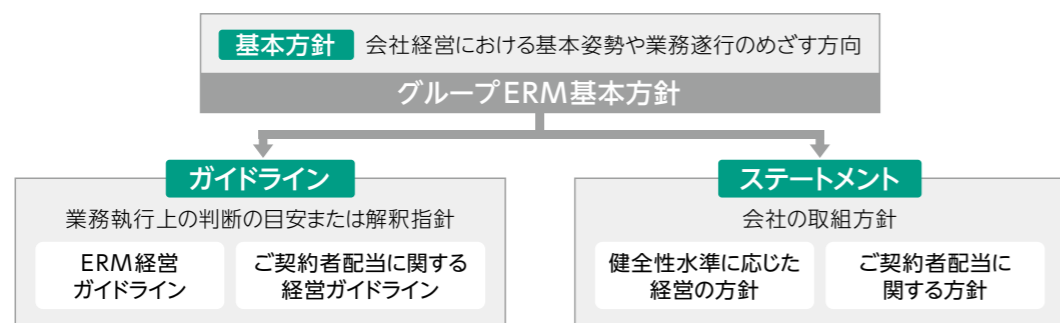 基本方針 会社経営における基本姿勢や業務遂行のめざす方向
グループERM基本方針
ガイドライン
業務執行上の判断の目安または解釈指針
ERM経営
ガイドライン
ご契約者配当に関する
経営ガイドライン
ステートメント
会社の取組方針
健全性水準に応じた
経営の方針
ご契約者配当に
関する方針